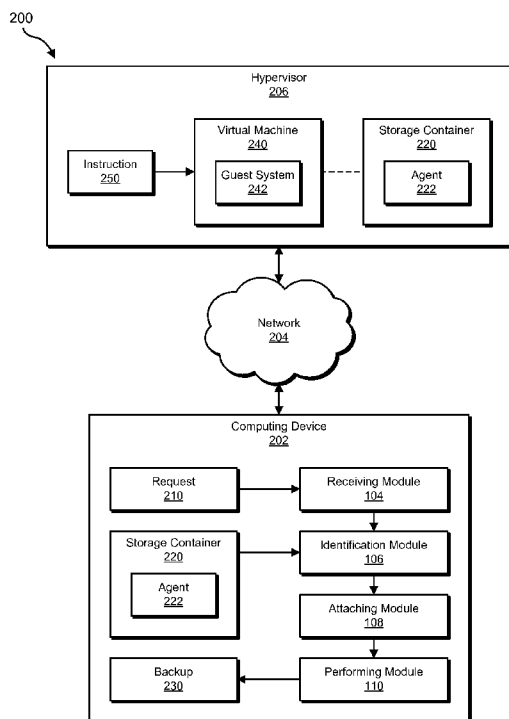 200
Hypervisor
206
Virtual Machine
240
Storage Container
220
Instruction
250
Guest System
242
Agent
222
Network
204
Computing Device
202
Request
210
Receiving Module
104
Storage Container
220
Identification Module
106
Agent
222
Attaching Module
108
Backup
230
Performing Module
110